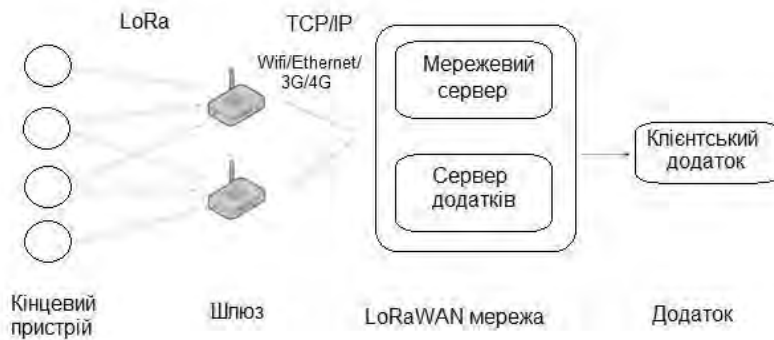 LoRa
TCP/IP
Wifi/Ethernet/
3G/4G
Мережевий
сервер
Сервер
додатків
Клієнтський
додаток
Кінцевий
пристрій
Шлюз
LoRaWAN мережа
Додаток